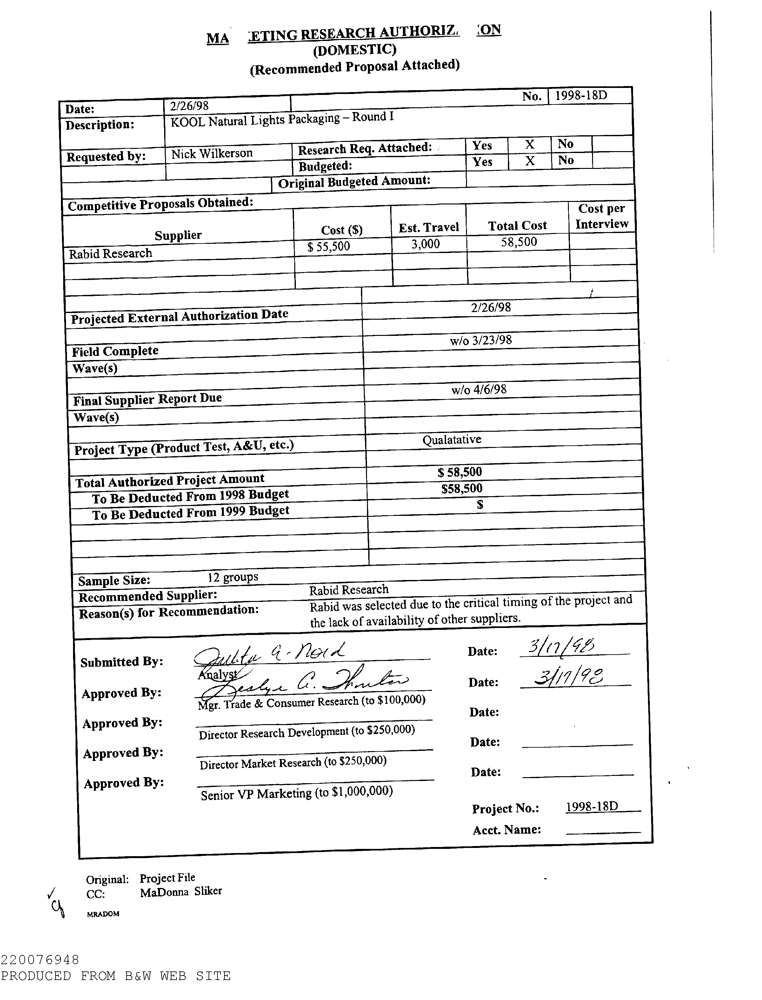 MA ETING RESEARCH AUTHORIZ ON
(DOMESTIC)
(Recommended Proposal Attached)
Date: 2/26/98 No. 1998-18D
Description: KOOL Natural Lights Packaging – Round I
Requested by: Nick Wilkerson Research Req. Attached: Yes X No
Budgeted: Yes X No
Original Budgeted Amount:
Competitive Proposals Obtained:
Supplier Cost ($) Est. Travel Total Cost Cost per Interview
Rabid Research $ 55,500 3,000 58,500
Projected External Authorization Date 2/26/98
Field Complete w/o 3/23/98
Wave(s)
Final Supplier Report Due w/o 4/6/98
Wave(s)
Project Type (Product Test, A&U, etc.) Qualatative
Total Authorized Project Amount $ 58,500
To Be Deducted From 1998 Budget $58,500
To Be Deducted From 1999 Budget $
Sample Size: 12 groups
Recommended Supplier: Rabid Research
Reason(s) for Recommendation: Rabid was selected due to the critical timing of the project and
the lack of availability of other suppliers.
Submitted By: Date: 3/17/98
Analyst
Approved By: Date: 3/17/98
Mgr. Trade & Consumer Research (to $100,000)
Approved By: Date:
Director Research Development (to $250,000)
Approved By: Date:
Director Market Research (to $250,000)
Approved By: Date:
Senior VP Marketing (to $1,000,000)
Project No.: 1998-18D
Acct. Name:
Original: Project File
CC: MaDonna Sliker
MRADOM
220076948
PRODUCED FROM B&W WEB SITE